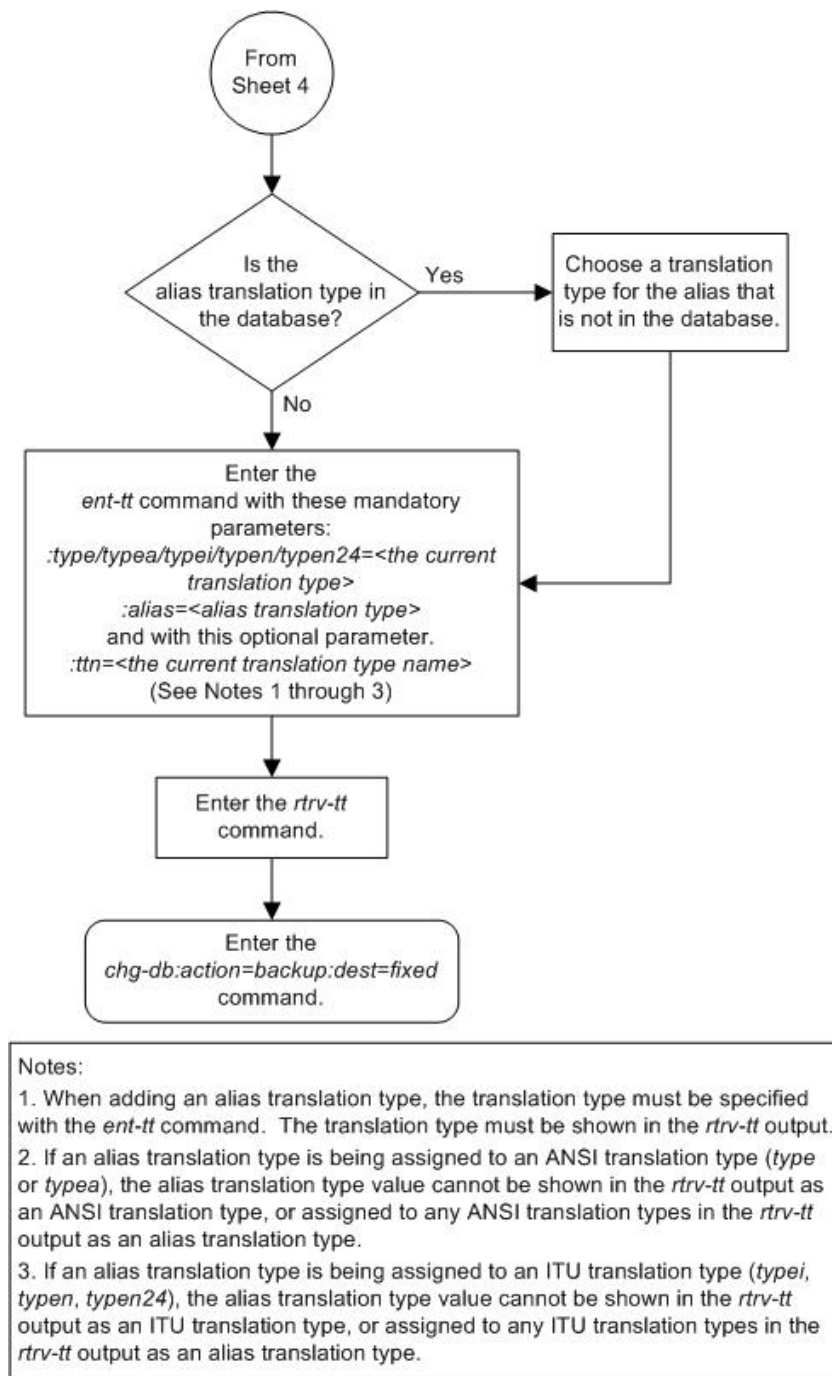 From
Sheet 4
Is the
alias translation type in
the database?
Yes
Choose a translation
type for the alias that
is not in the database.
No
Enter the
ent-tt command with these mandatory
parameters:
:type/typea/typei/typen/typen24=<the current
translation type>
:alias=<alias translation type>
and with this optional parameter.
:ttn=<the current translation type name>
(See Notes 1 through 3)
Enter the rtrv-tt
command.
Enter the
chg-db:action=backup:dest=fixed
command.
Notes:
1. When adding an alias translation type, the translation type must be specified
with the ent-tt command.  The translation type must be shown in the rtrv-tt output.
2. If an alias translation type is being assigned to an ANSI translation type (type
or typea), the alias translation type value cannot be shown in the rtrv-tt output as
an ANSI translation type, or assigned to any ANSI translation types in the rtrv-tt
output as an alias translation type.
3. If an alias translation type is being assigned to an ITU translation type (typei,
typen, typen24), the alias translation type value cannot be shown in the rtrv-tt
output as an ITU translation type, or assigned to any ITU translation types in the
rtrv-tt output as an alias translation type.